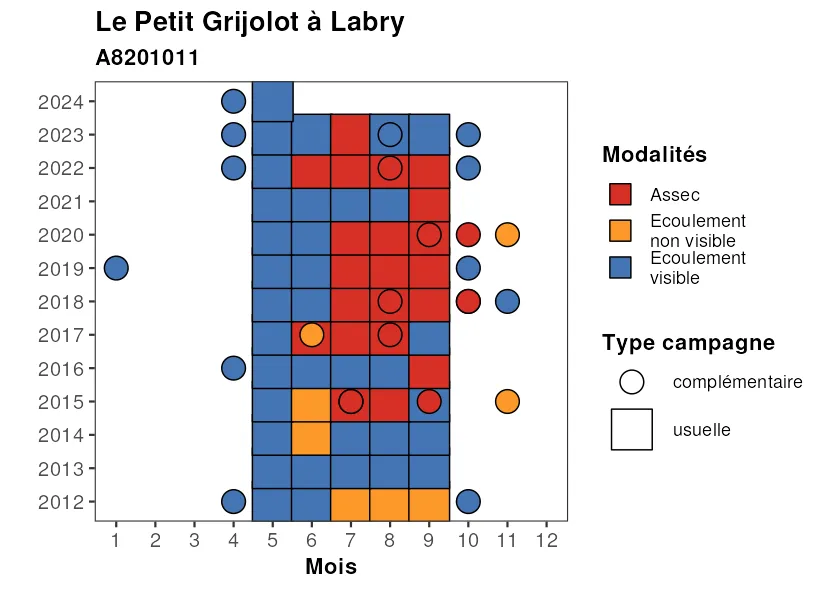 Le Petit Grijolot à Labry
A8201011
2024
2023
2022
2021
2020
2019
2018
2017
2016
2015
2014
2013
2012
1 2 3 4 5 6 7 8 9 10 11 12
Mois
Modalités
Assec
Ecoulement
non visible
Ecoulement
visible
Type campagne
complémentaire
usuelle